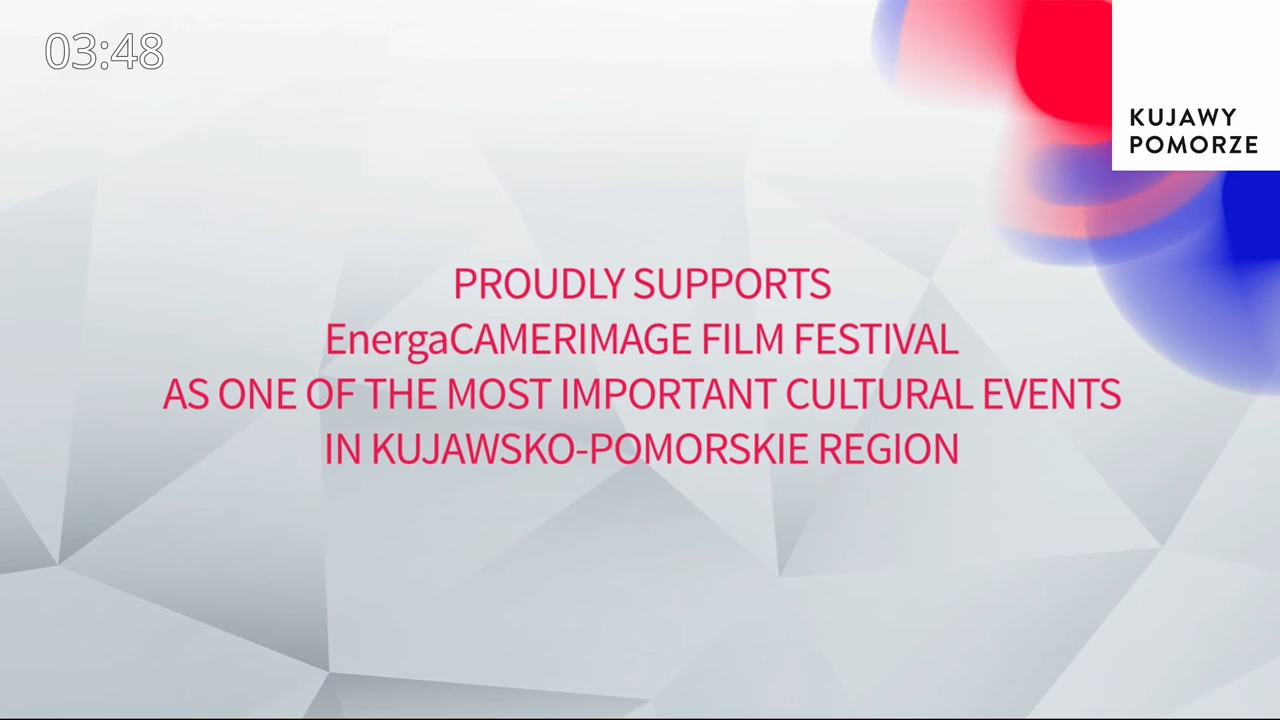 03:48
KUJAWY
POMORZE
PROUDLY SUPPORTS
EnergaCAMERIMAGE FILM FESTIVAL
AS ONE OF THE MOST IMPORTANT CULTURAL EVENTS
IN KUJAWSKO-POMORSKIE REGION